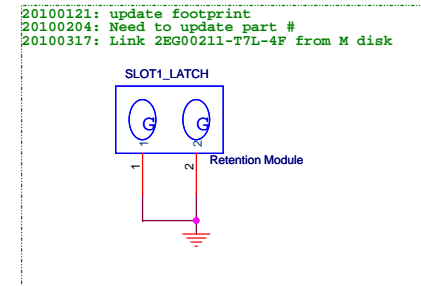 20100121: update footprint
20100204: Need to update part #
20100317: Link 2EG00211-T7L-4F from M disk
SLOT1_LATCH
G G
1 2
Retention Module
1 2